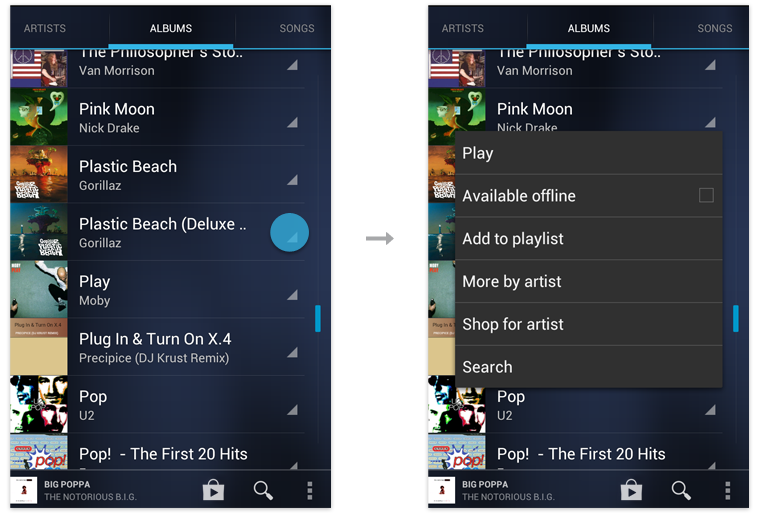 ARTISTS ALBUMS SONGS
The Philosopher's Sto..
Van Morrison
Pink Moon
Nick Drake
Plastic Beach
Gorillaz
Plastic Beach (Deluxe ..
Gorillaz
Play
Moby
Plug In & Turn On X.4
Precipice (DJ Krust Remix)
Pop
U2
Pop! - The First 20 Hits
BIG POPPA
THE NOTORIOUS B.I.G.
ARTISTS ALBUMS SONGS
The Philosopher's Sto..
Van Morrison
Pink Moon
Nick Drake
Play
Available offline
Add to playlist
More by artist
Shop for artist
Search
Pop
U2
Pop! - The First 20 Hits
BIG POPPA
THE NOTORIOUS B.I.G.